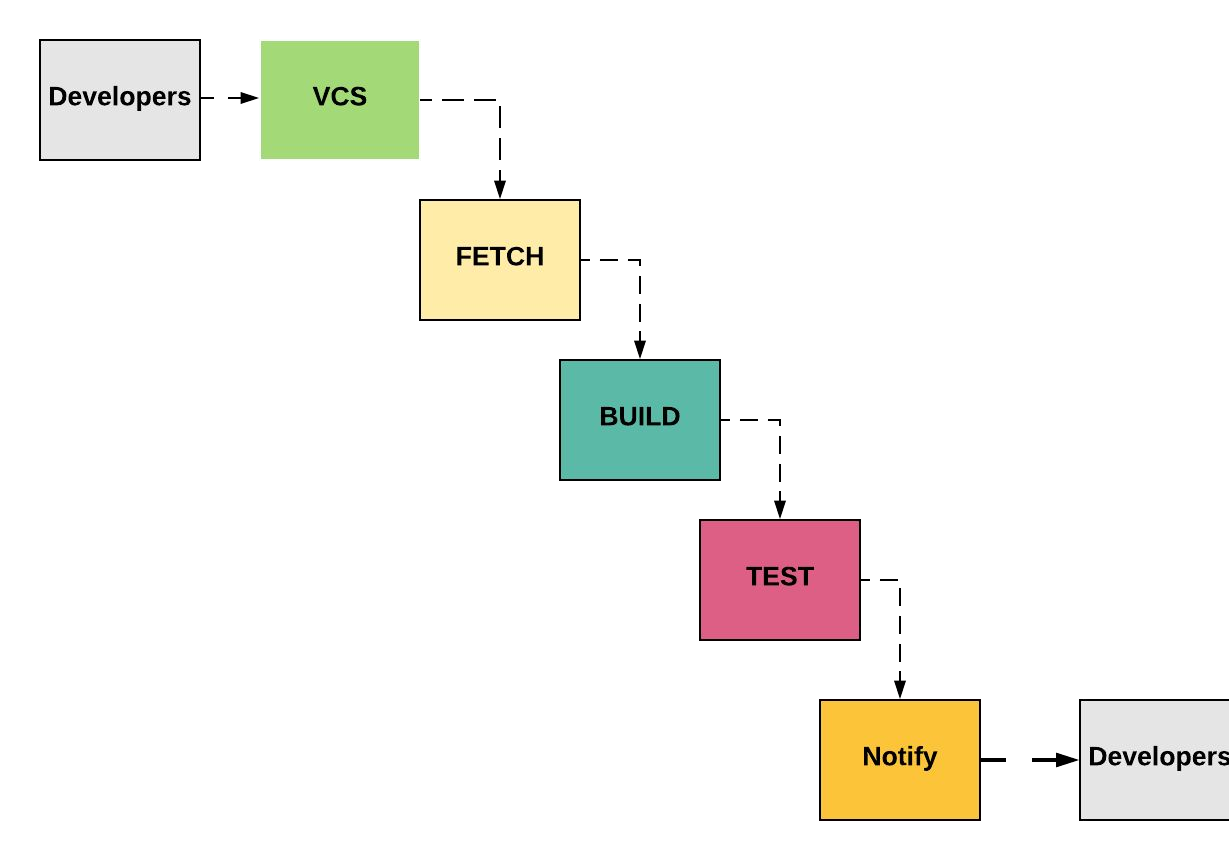 Developers
VCS
FETCH
BUILD
TEST
Notify
Developers